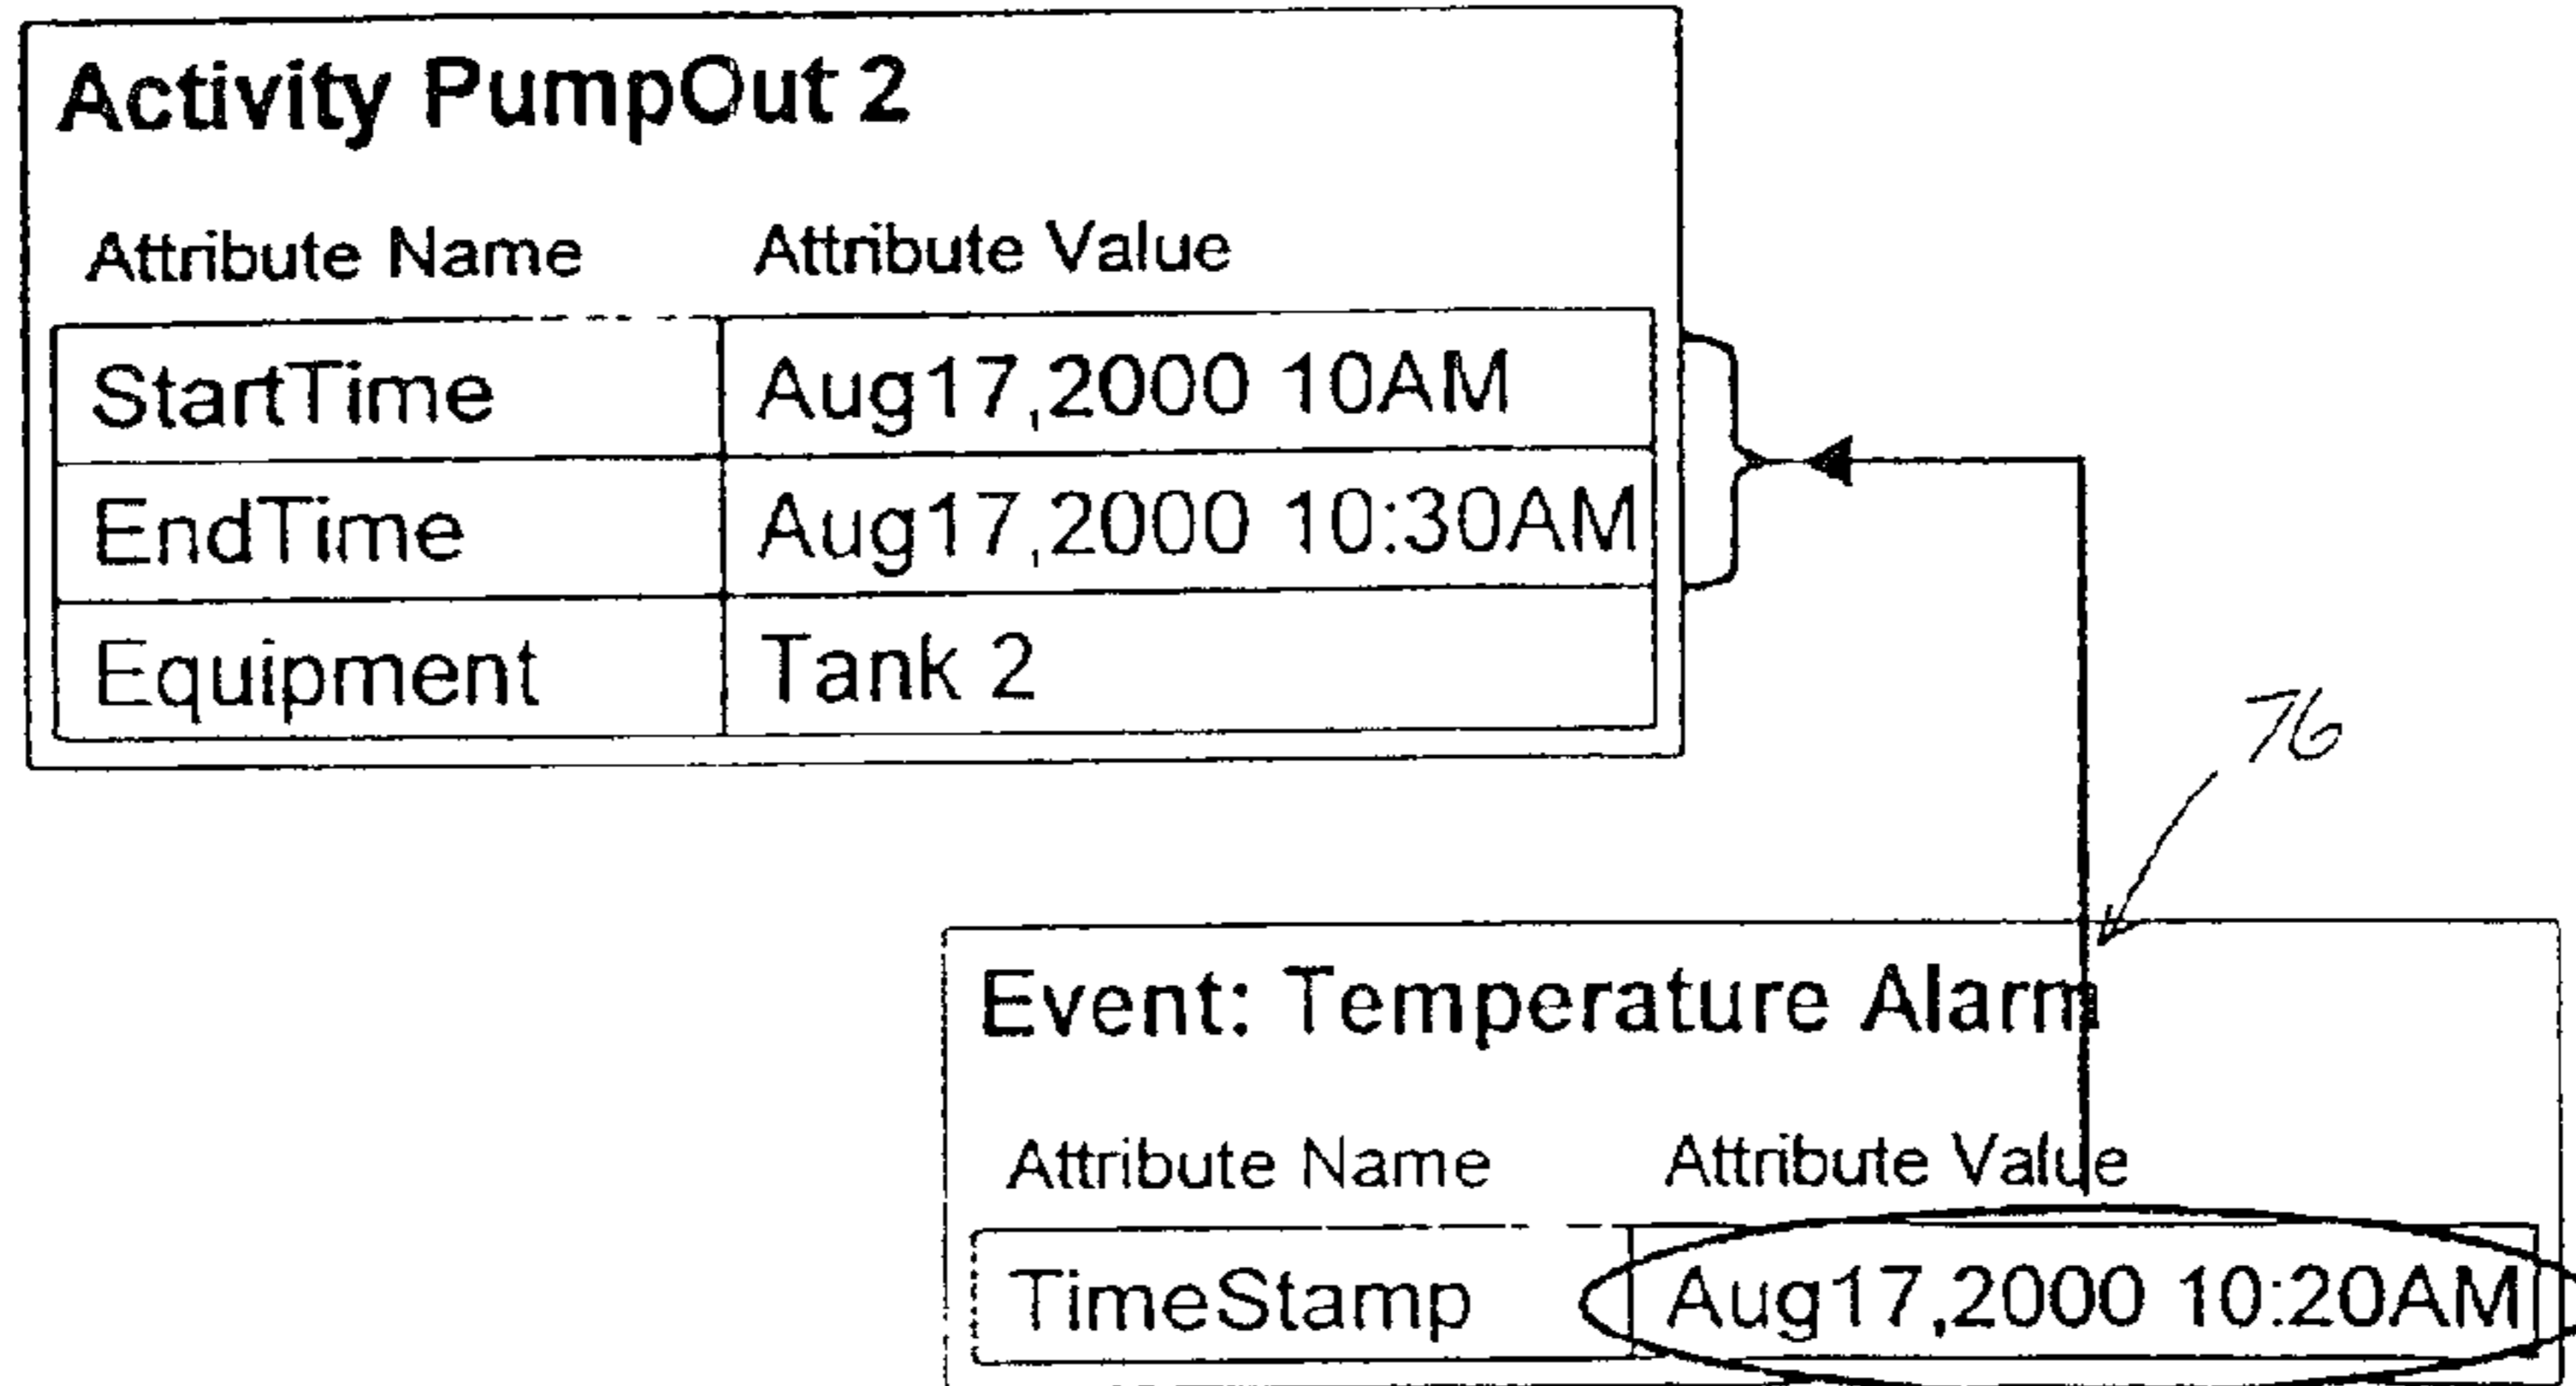 Activity PumpOut 2
Attribute Name Attribute Value
StartTime Aug17,2000 10AM
EndTime Aug17,2000 10:30AM
Equipment Tank 2
76
Event: Temperature Alarm
Attribute Name Attribute Value
TimeStamp Aug17,2000 10:20AM